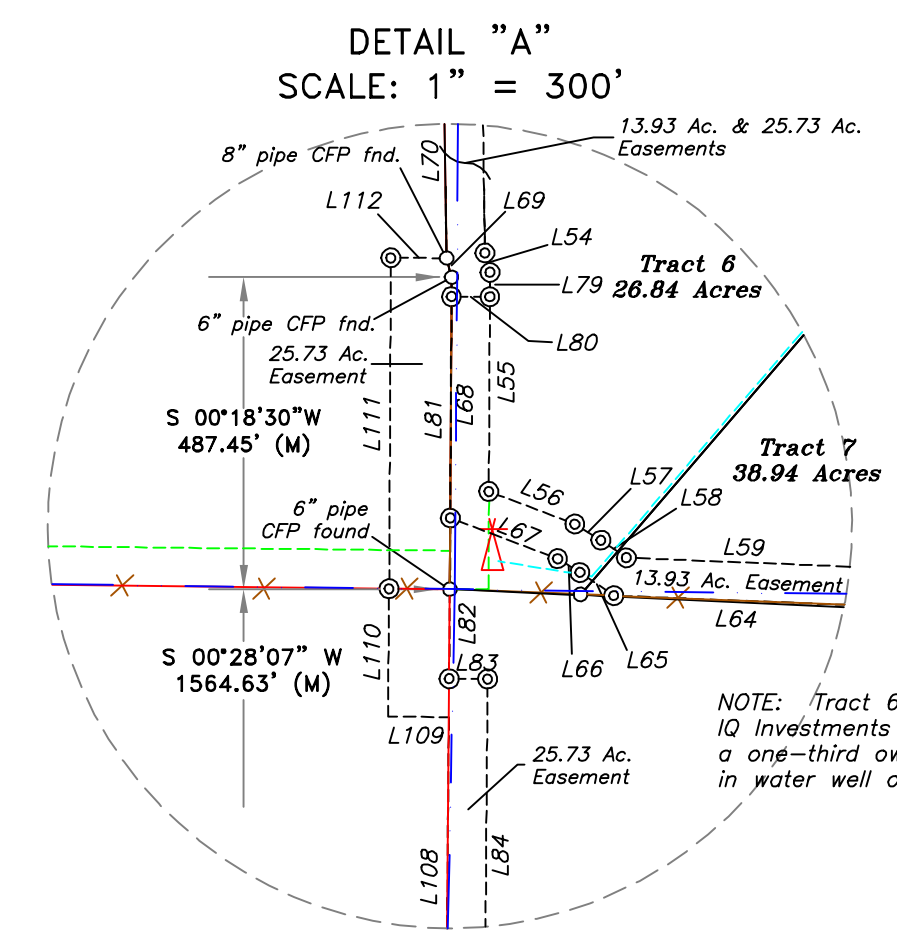 DETAIL "A"
SCALE: 1" = 300'
13.93 Ac. & 25.73 Ac.
Easements
8" pipe CFP fnd.
L70
L112
L69
L54
Tract 6
26.84 Acres
L79
6" pipe CFP fnd.
L80
25.73 Ac.
Easement
L55
L68
L81
L111
S 00°18'30"W
487.45' (M)
Tract 7
38.94 Acres
L57
L56
L58
6" pipe
CFP found
L67
L59
13.93 Ac. Easement
L64
L82
L110
L65
L66
L83
S 00°28'07" W
1564.63' (M)
L109
NOTE: Tract 6
IQ Investments
a one-third
in water well
25.73 Ac.
Easement
L84
L108